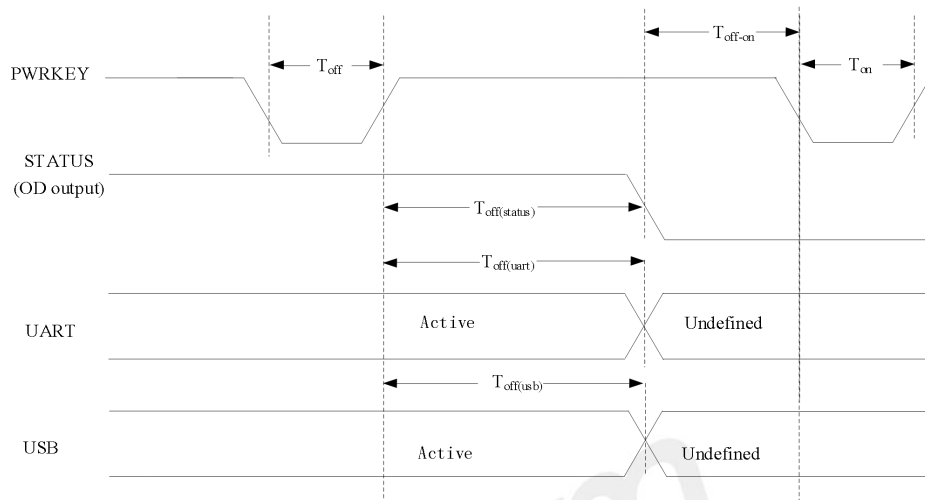 Toff-on
Toff
Ton
PWRKEY
STATUS
(OD output)
Toff(status)
Toff(uart)
UART
Active
Undefined
Toff(usb)
USB
Active
Undefined